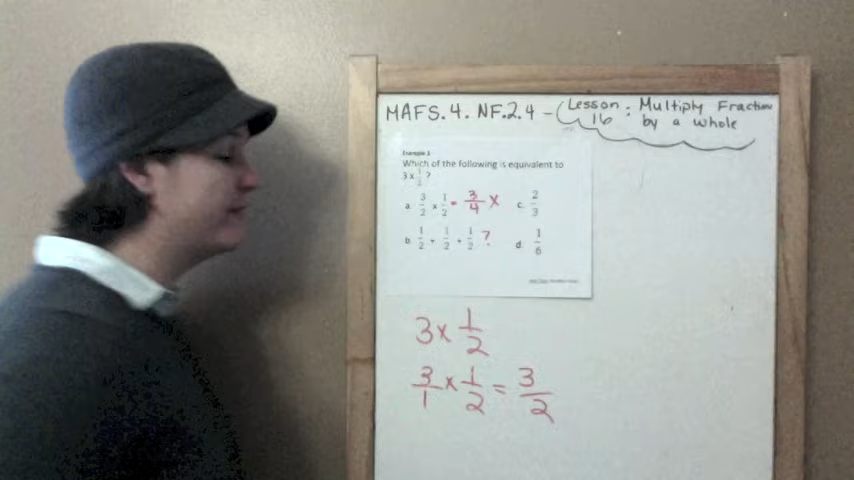 MAFS.4.NF.2.4 - Lesson 16 : Multiply Fraction
by a whole
Example 3
Which of the following is equivalent to
3 x 1/2 ?
a. 3/2 x 1/2 = 3/4 x c. 2/3
b. 1/2 + 1/2 + 1/2 ? d. 1/6
3 x 1/2
3/1 x 1/2 = 3/2